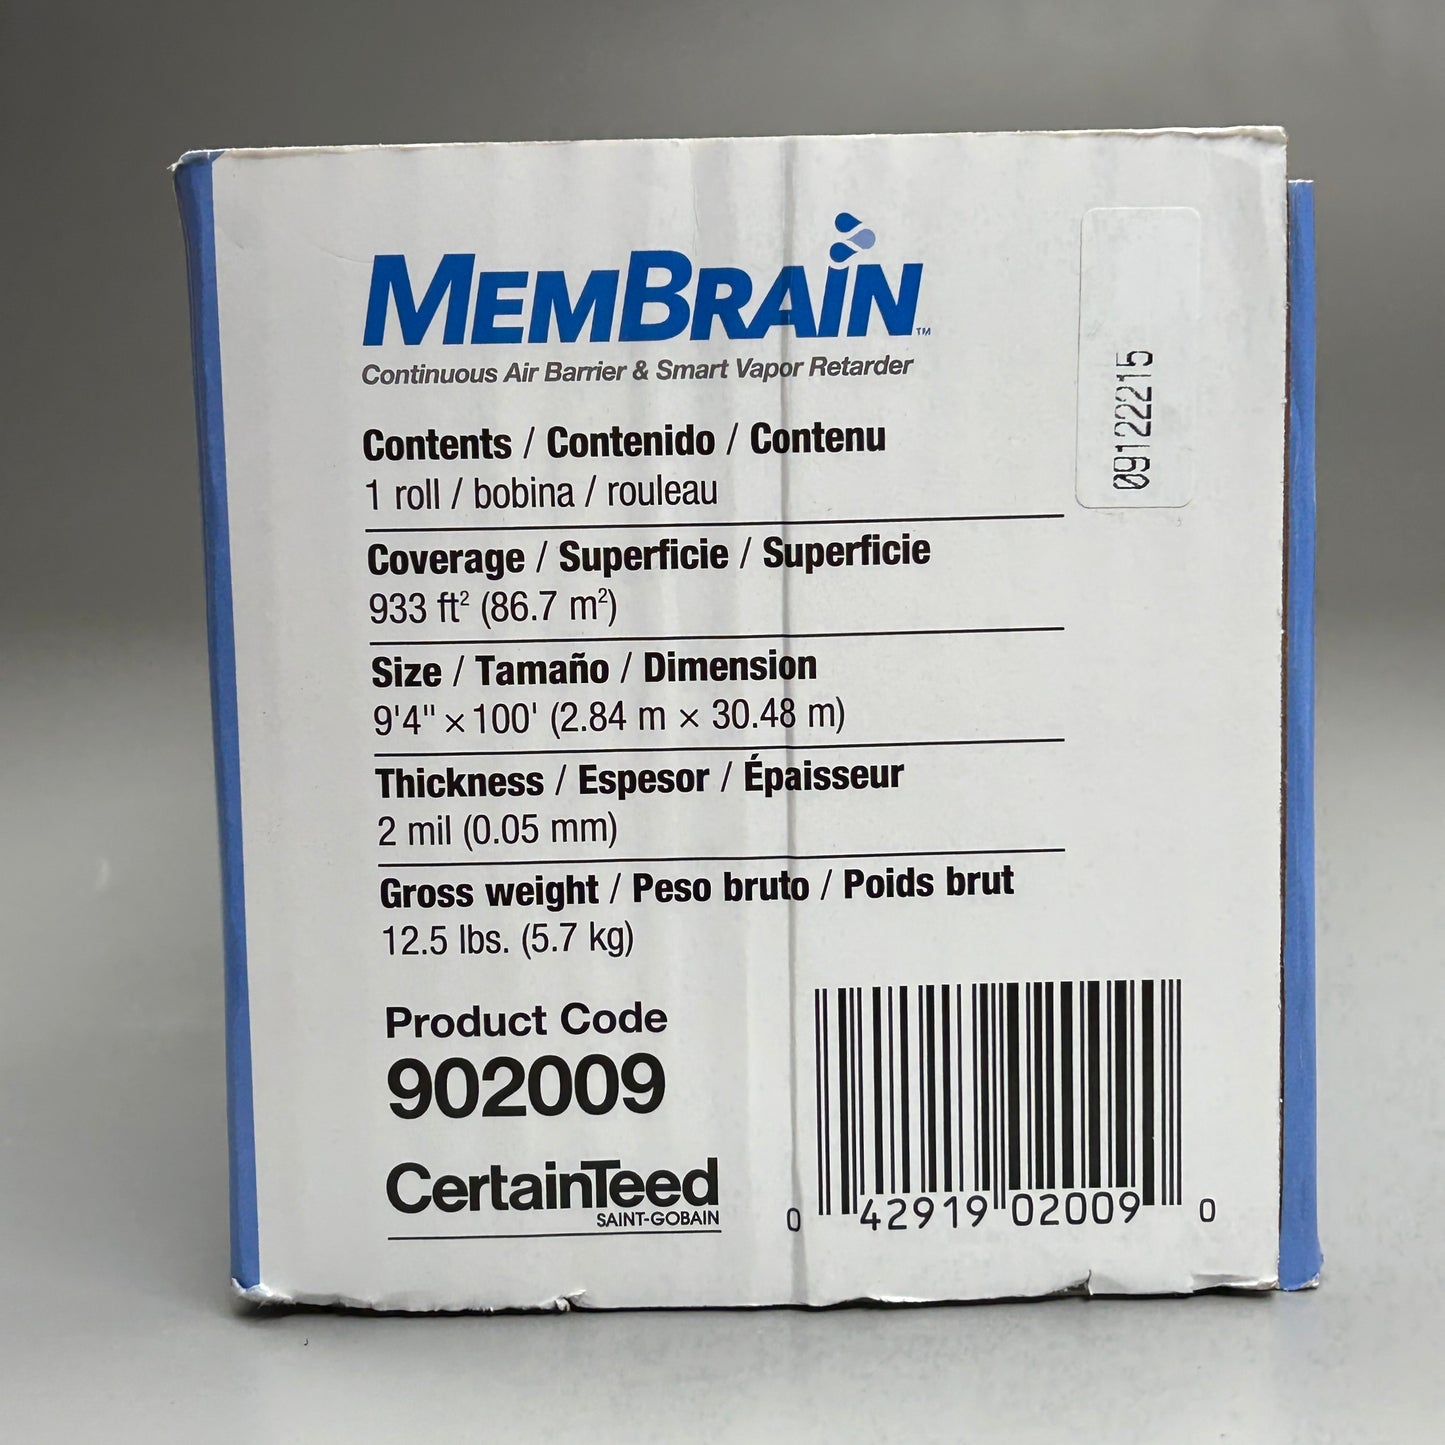 MEMBRAIN™
Continuous Air Barrier & Smart Vapor Retarder
Contents / Contenido / Contenu
1 roll / bobina / rouleau
Coverage / Superficie / Superficie
933 ft² (86.7 m²)
Size / Tamaño / Dimension
9'4" × 100' (2.84 m × 30.48 m)
Thickness / Espesor / Épaisseur
2 mil (0.05 mm)
Gross weight / Peso bruto / Poids brut
12.5 lbs. (5.7 kg)
Product Code
902009
CertainTeed
SAINT-GOBAIN
0 42919 02009 0
09122215